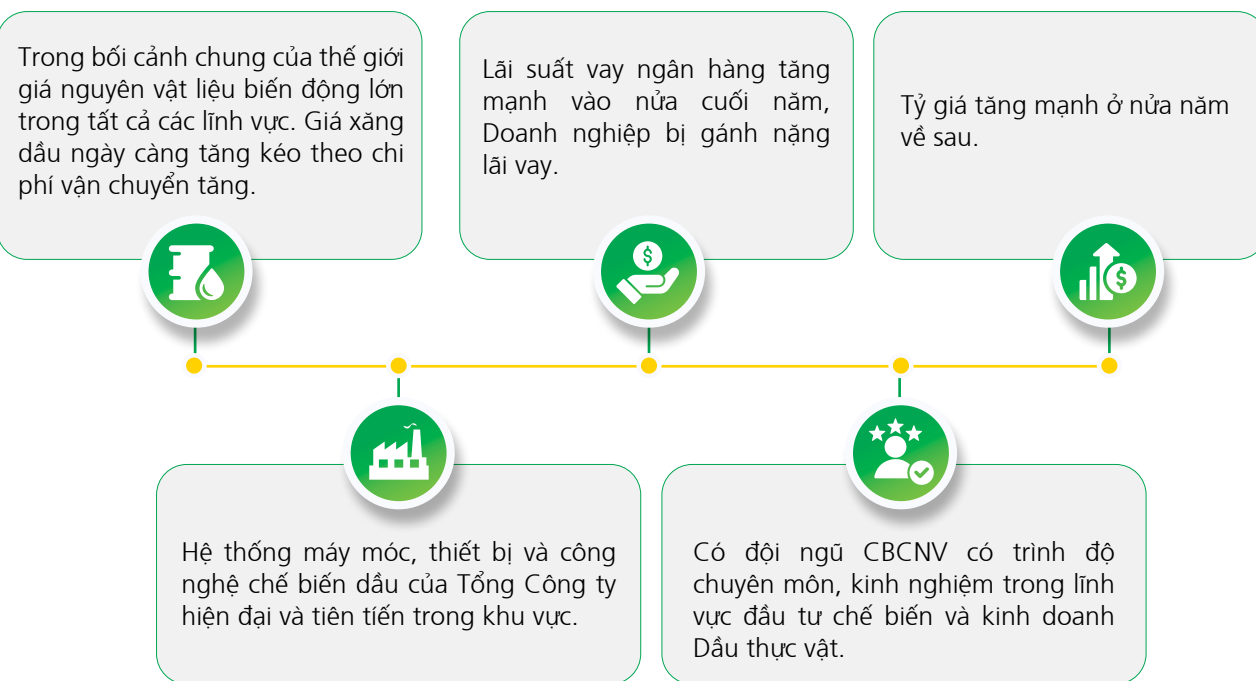 Trong bối cảnh chung của thế giới
giá nguyên vật liệu biến động lớn
trong tất cả các lĩnh vực. Giá xăng
dầu ngày càng tăng kéo theo chi
phí vận chuyển tăng.
Lãi suất vay ngân hàng tăng
mạnh vào nửa cuối năm,
Doanh nghiệp bị gánh nặng
lãi vay.
Tỷ giá tăng mạnh ở nửa năm
về sau.
Hệ thống máy móc, thiết bị và công
nghệ chế biến dầu của Tổng Công ty
hiện đại và tiên tiến trong khu vực.
Có đội ngũ CBCNV có trình độ
chuyên môn, kinh nghiệm trong lĩnh
vực đầu tư chế biến và kinh doanh
Dầu thực vật.